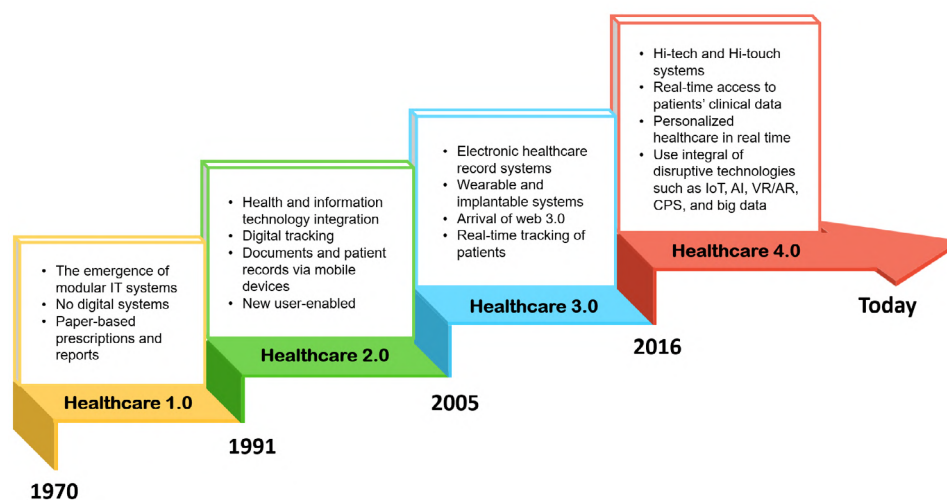 • The emergence of
modular IT systems
• No digital systems
• Paper-based
prescriptions and
reports
Healthcare 1.0
1970
• Health and information
technology integration
• Digital tracking
• Documents and patient
records via mobile
devices
• New user-enabled
Healthcare 2.0
1991
• Electronic healthcare
record systems
• Wearable and
implantable systems
• Arrival of web 3.0
• Real-time tracking of
patients
Healthcare 3.0
2005
• Hi-tech and Hi-touch
systems
• Real-time access to
patients' clinical data
• Personalized
healthcare in real time
• Use integral of
disruptive technologies
such as IoT, AI, VR/AR,
CPS, and big data
Healthcare 4.0
2016
Today